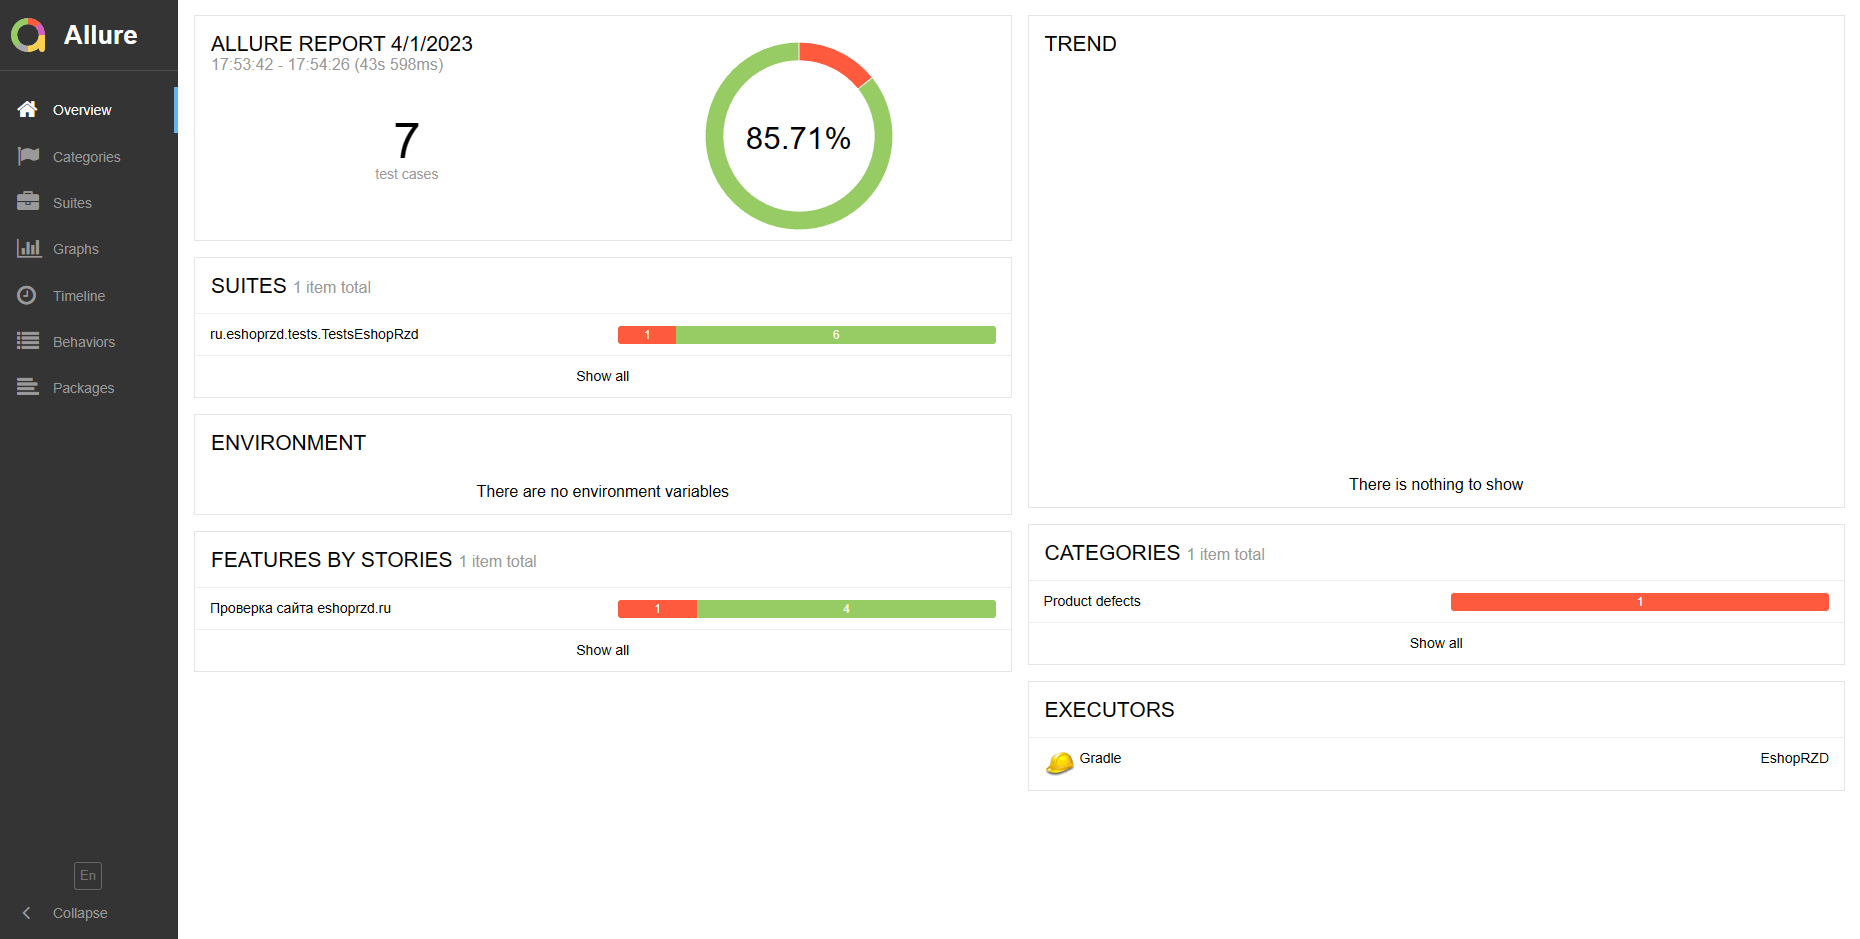 Allure
Overview
Categories
Suites
Graphs
Timeline
Behaviors
Packages
En
Collapse
ALLURE REPORT 4/1/2023
17:53:42 - 17:54:26 (43s 598ms)
7
test cases
85.71%
SUITES 1 item total
ru.eshoprzd.tests.TestsEshopRzd 1 6
Show all
ENVIRONMENT
There are no environment variables
FEATURES BY STORIES 1 item total
Проверка сайта eshoprzd.ru 1 4
Show all
TREND
There is nothing to show
CATEGORIES 1 item total
Product defects 1
Show all
EXECUTORS
Gradle EshopRZD